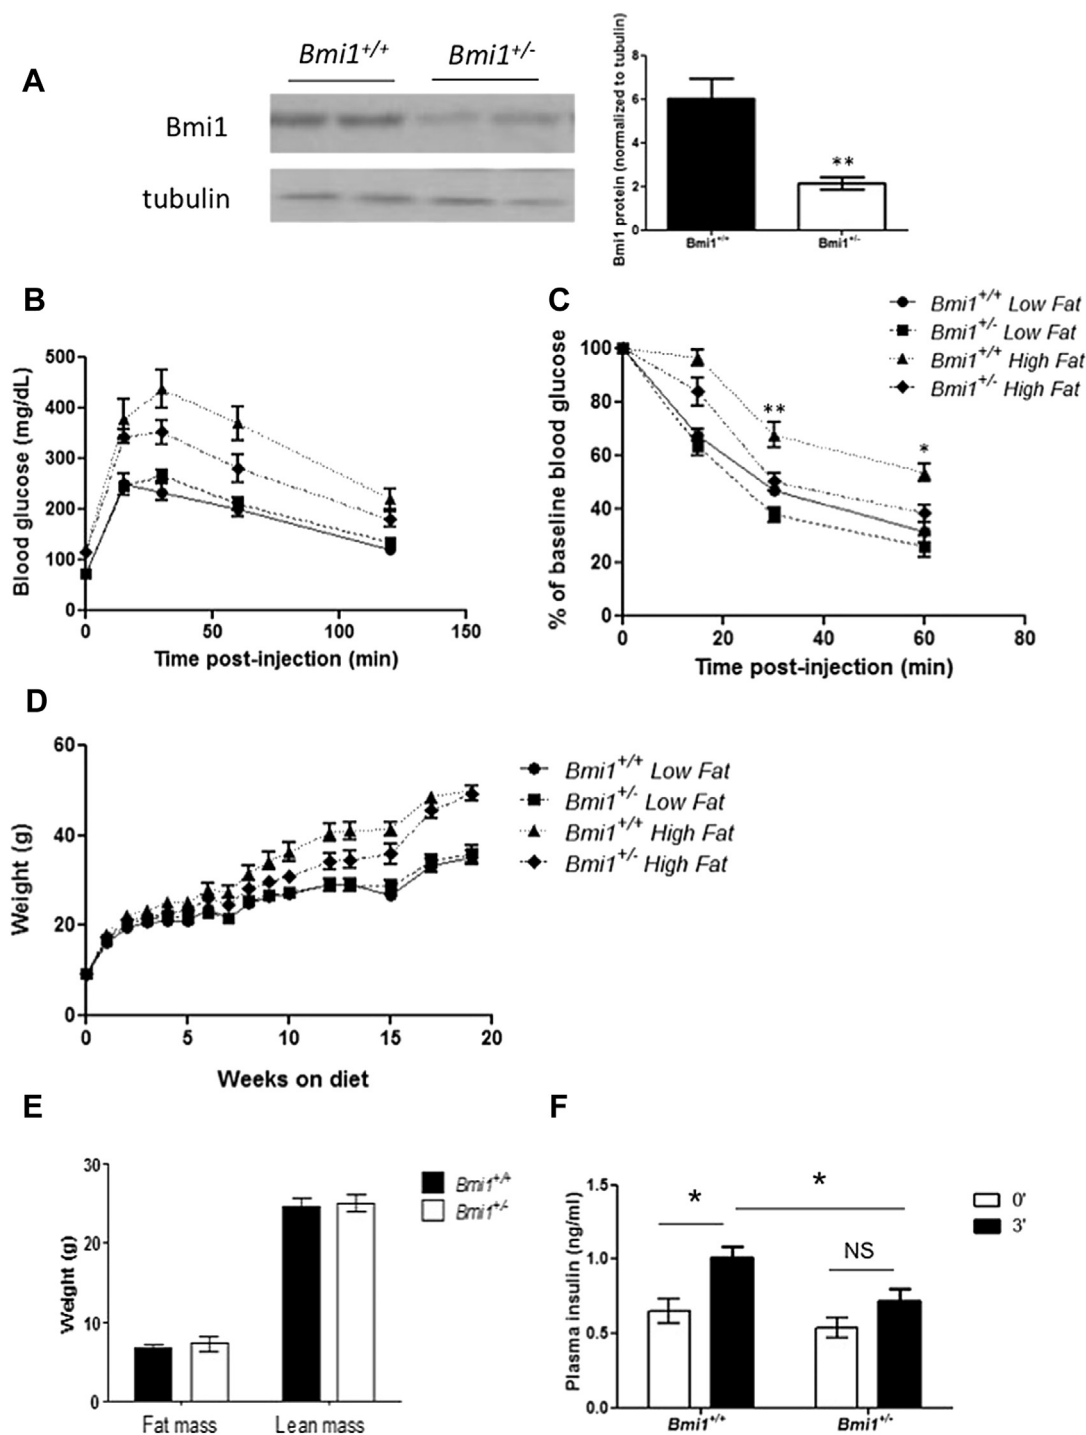 A
Bmi1+/+ Bmi1+/-
Bmi1
tubulin
Bmi1 protein (normalized to tubulin)
8
6
4
2
0
**
Bmi1+/+ Bmi1+/-
B
Blood glucose (mg/dL)
500
400
300
200
100
0
0 50 100 150
Time post-injection (min)
C
% of baseline blood glucose
100
80
60
40
20
0
** *
0 20 40 60 80
Time post-injection (min)
Bmi1+/+ Low Fat
Bmi1+/- Low Fat
Bmi1+/+ High Fat
Bmi1+/- High Fat
D
Weight (g)
60
40
20
0
0 5 10 15 20
Weeks on diet
Bmi1+/+ Low Fat
Bmi1+/- Low Fat
Bmi1+/+ High Fat
Bmi1+/- High Fat
E
Weight (g)
30
20
10
0
Fat mass Lean mass
Bmi1+/+
Bmi1+/-
F
Plasma insulin (ng/ml)
1.5
1.0
0.5
0.0
* *
NS
Bmi1+/+ Bmi1+/-
0'
3'